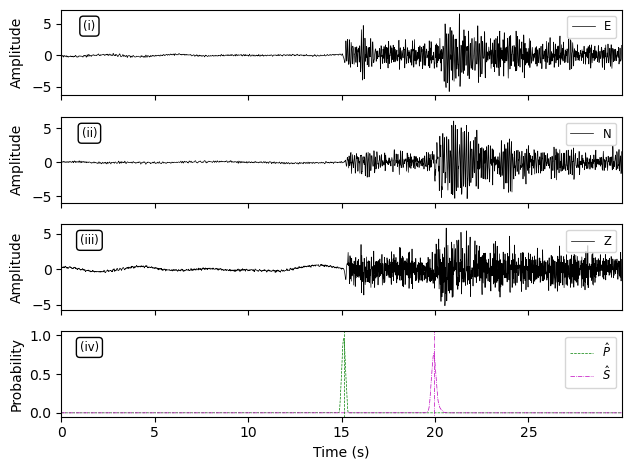 (i)
E
Amplitude
5
0
−5
(ii)
N
Amplitude
5
0
−5
(iii)
Z
Amplitude
5
0
−5
(iv)
P̂
Ŝ
Probability
1.0
0.5
0.0
0 5 10 15 20 25
Time (s)